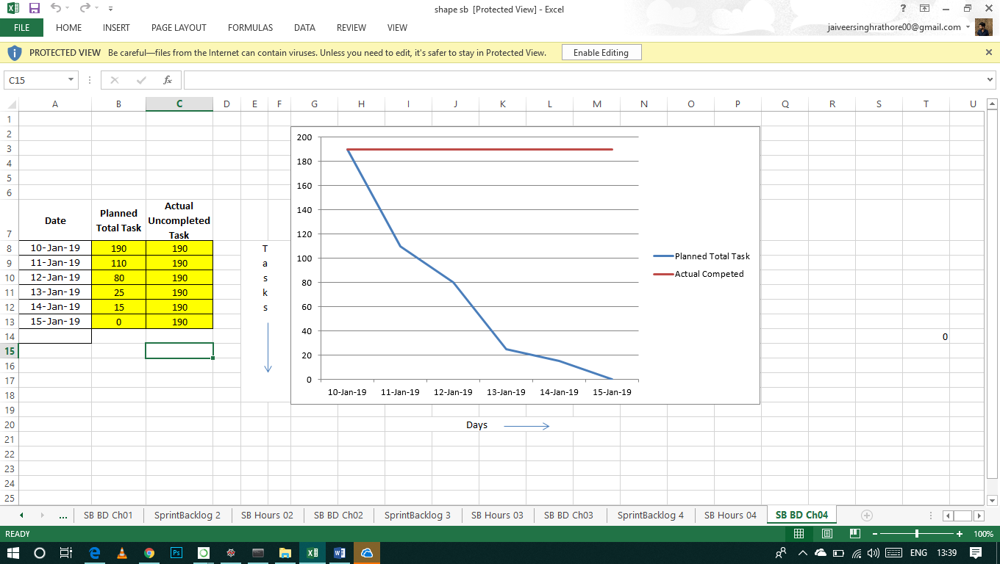 shape sb [Protected View] - Excel
FILE HOME INSERT PAGE LAYOUT FORMULAS DATA REVIEW VIEW jaiveersinghrathore00@gmail.com
PROTECTED VIEW Be careful—files from the Internet can contain viruses. Unless you need to edit, it's safer to stay in Protected View. Enable Editing
C15 fx
A B C D E F G H I J K L M N O P Q R S T U
1
2
3
4
5
6
7 Date Planned Total Task Actual Uncompleted Task
8 10-Jan-19 190 190 T
9 11-Jan-19 110 190 a
10 12-Jan-19 80 190 s
11 13-Jan-19 25 190 k
12 14-Jan-19 15 190 s
13 15-Jan-19 0 190
14 0
15
16
17
18
19
20 Days
21
22
23
24
25
200
180
160
140
120
100
80
60
40
20
0
10-Jan-19 11-Jan-19 12-Jan-19 13-Jan-19 14-Jan-19 15-Jan-19
Planned Total Task
Actual Competed
... SB BD Ch01 SprintBacklog 2 SB Hours 02 SB BD Ch02 SprintBacklog 3 SB Hours 03 SB BD Ch03 SprintBacklog 4 SB Hours 04 SB BD Ch04
READY 100%
Ps ENG 13:39